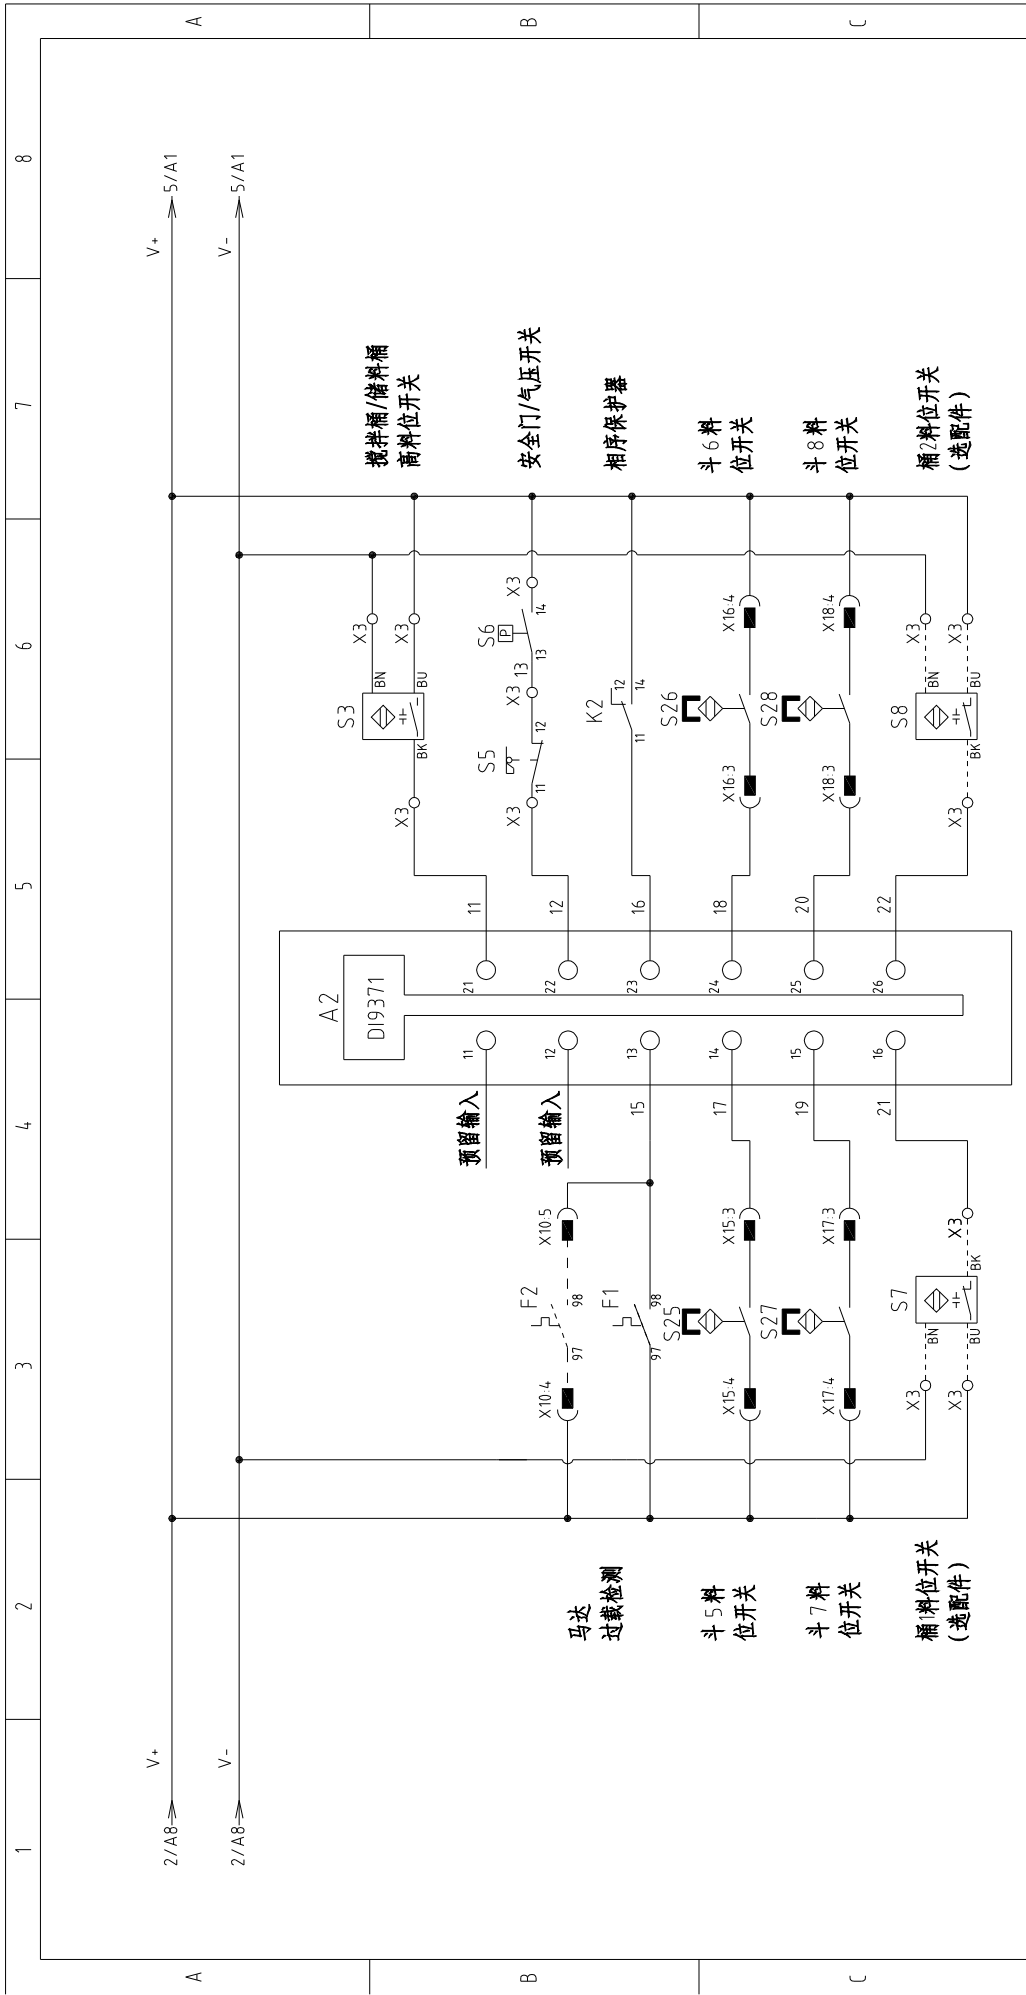 1
2
3
4
5
6
7
8
A
A
B
B
C
C
2/A8
V+
V+
5/A1
2/A8
V-
V-
5/A1
A2
DI9371
11
预留输入
12
预留输入
13
15
14
17
15
19
16
21
21
11
22
12
23
16
24
18
25
20
26
22
马达
过载检测
X10:4
97
F2
98
X10:5
97
F1
98
斗5料
位开关
X15:4
S25
X15:3
斗7料
位开关
X17:4
S27
X17:3
桶1料位开关
(选配件)
X3
BN
S7
X3
BU
BK
X3
搅拌桶/储料桶
高料位开关
X3
BK
S3
BN
X3
BU
X3
安全门/气压开关
X3
11
S5
12
X3
13
13
S6
P
14
X3
相序保护器
11
K2
12
14
斗6料
位开关
X16:3
S26
X16:4
斗8料
位开关
X18:3
S28
X18:4
桶2料位开关
(选配件)
X3
BK
S8
BN
X3
BU
X3